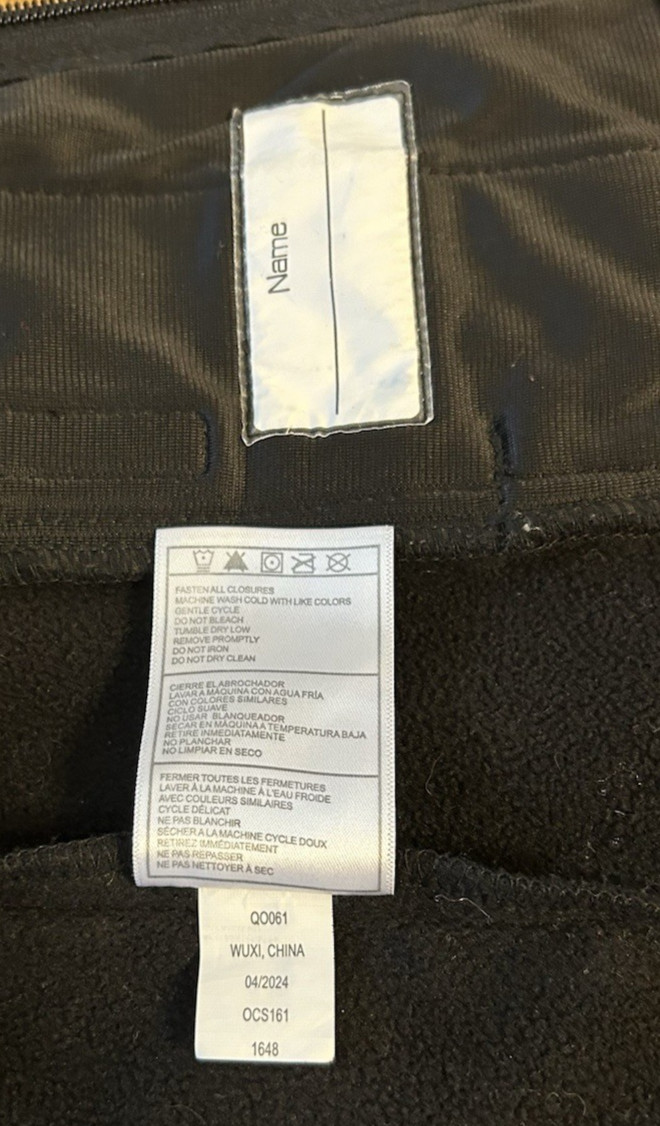 Name
FASTEN ALL CLOSURES
MACHINE WASH COLD WITH LIKE COLORS
GENTLE CYCLE
DO NOT BLEACH
TUMBLE DRY LOW
REMOVE PROMPTLY
DO NOT IRON
DO NOT DRY CLEAN
CIERRE EL ABROCHADOR
LAVAR A MÁQUINA CON AGUA FRÍA
CON COLORES SIMILARES
CICLO SUAVE
NO USAR BLANQUEADOR
SECAR EN MÁQUINA A TEMPERATURA BAJA
RETIRE INMEDIATAMENTE
NO PLANCHAR
NO LIMPIAR EN SECO
FERMER TOUTES LES FERMETURES
LAVER À LA MACHINE À L'EAU FROIDE
AVEC COULEURS SIMILAIRES
CYCLE DÉLICAT
NE PAS BLANCHIR
SÉCHER A LA MACHINE CYCLE DOUX
RETIREZ IMMÉDIATEMENT
NE PAS REPASSER
NE PAS NETTOYER À SEC
QO061
WUXI, CHINA
04/2024
OCS161
1648